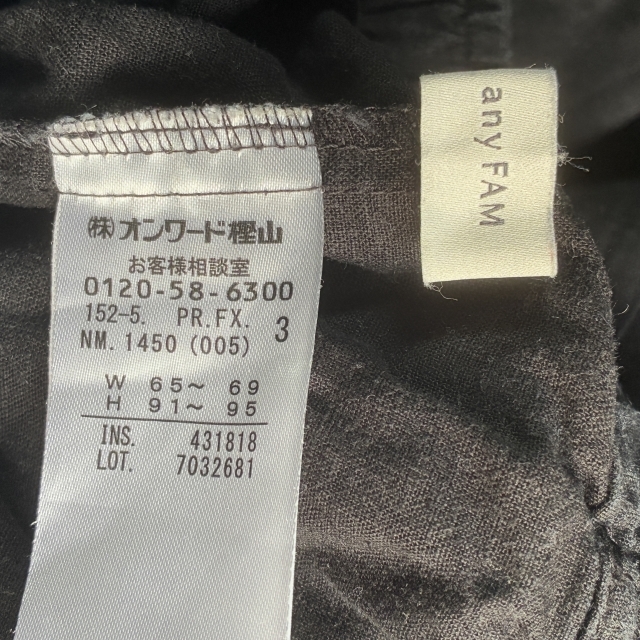 (株)オンワード樫山
お客様相談室
0120-58-6300
152-5. PR.FX. 3
NM.1450 (005)
W 65～ 69
H 91～ 95
INS. 431818
LOT. 7032681
any FAM